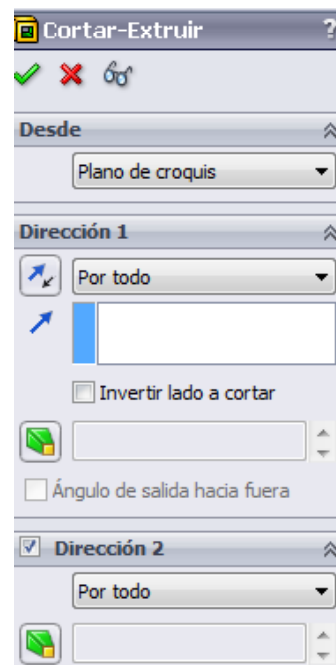 Cortar-Extruir ?
Desde
Plano de croquis
Dirección 1
Por todo
Invertir lado a cortar
Ángulo de salida hacia fuera
Dirección 2
Por todo